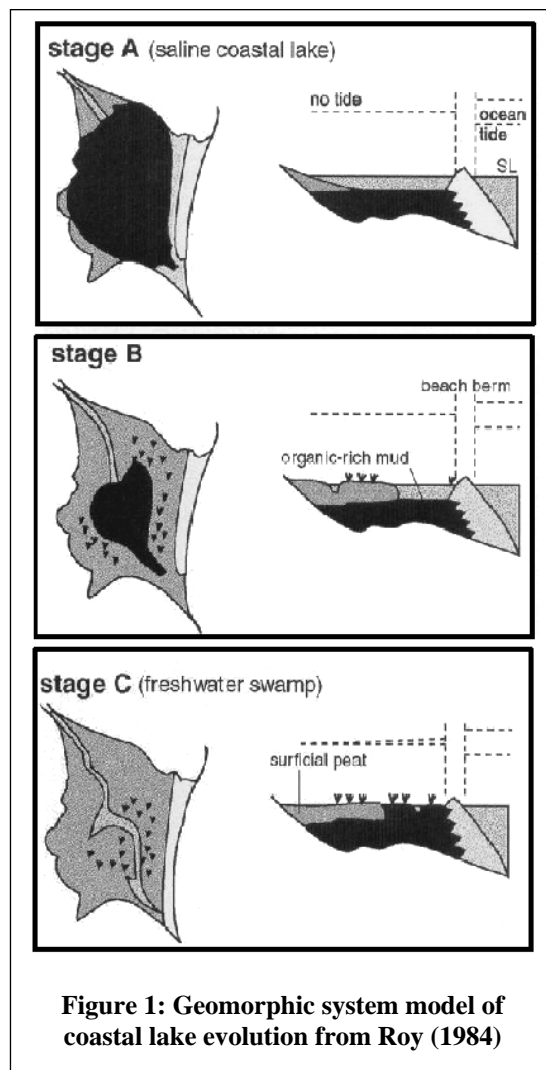 stage A (saline coastal lake)
no tide
ocean
tide
SL
stage B
beach berm
organic-rich mud
stage C (freshwater swamp)
surficial peat
Figure 1: Geomorphic system model of
coastal lake evolution from Roy (1984)